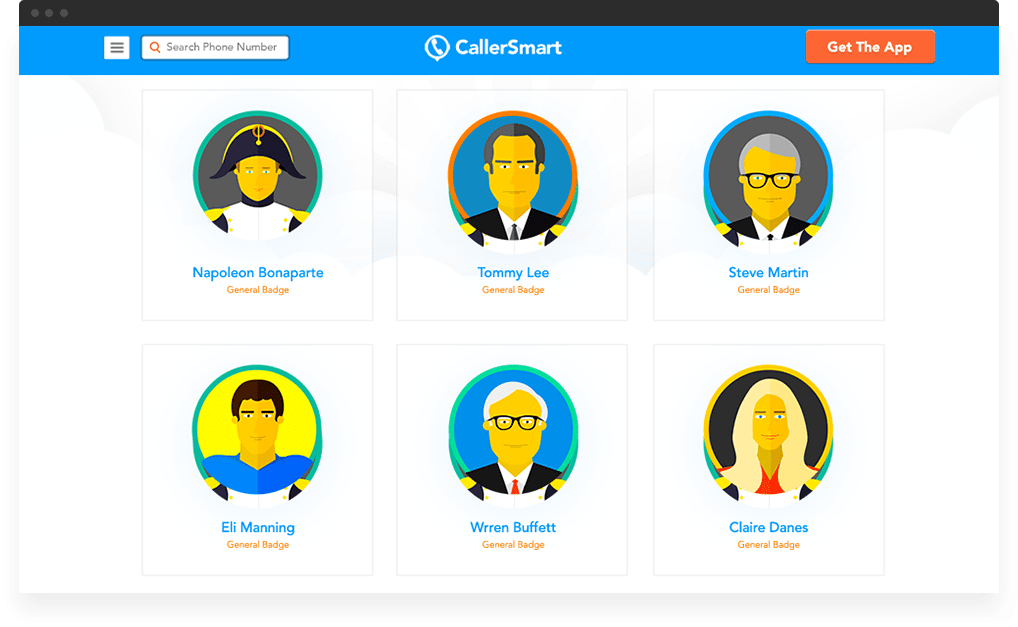 Search Phone Number
CallerSmart
Get The App
Napoleon Bonaparte
General Badge
Tommy Lee
General Badge
Steve Martin
General Badge
Eli Manning
General Badge
Wrren Buffett
General Badge
Claire Danes
General Badge